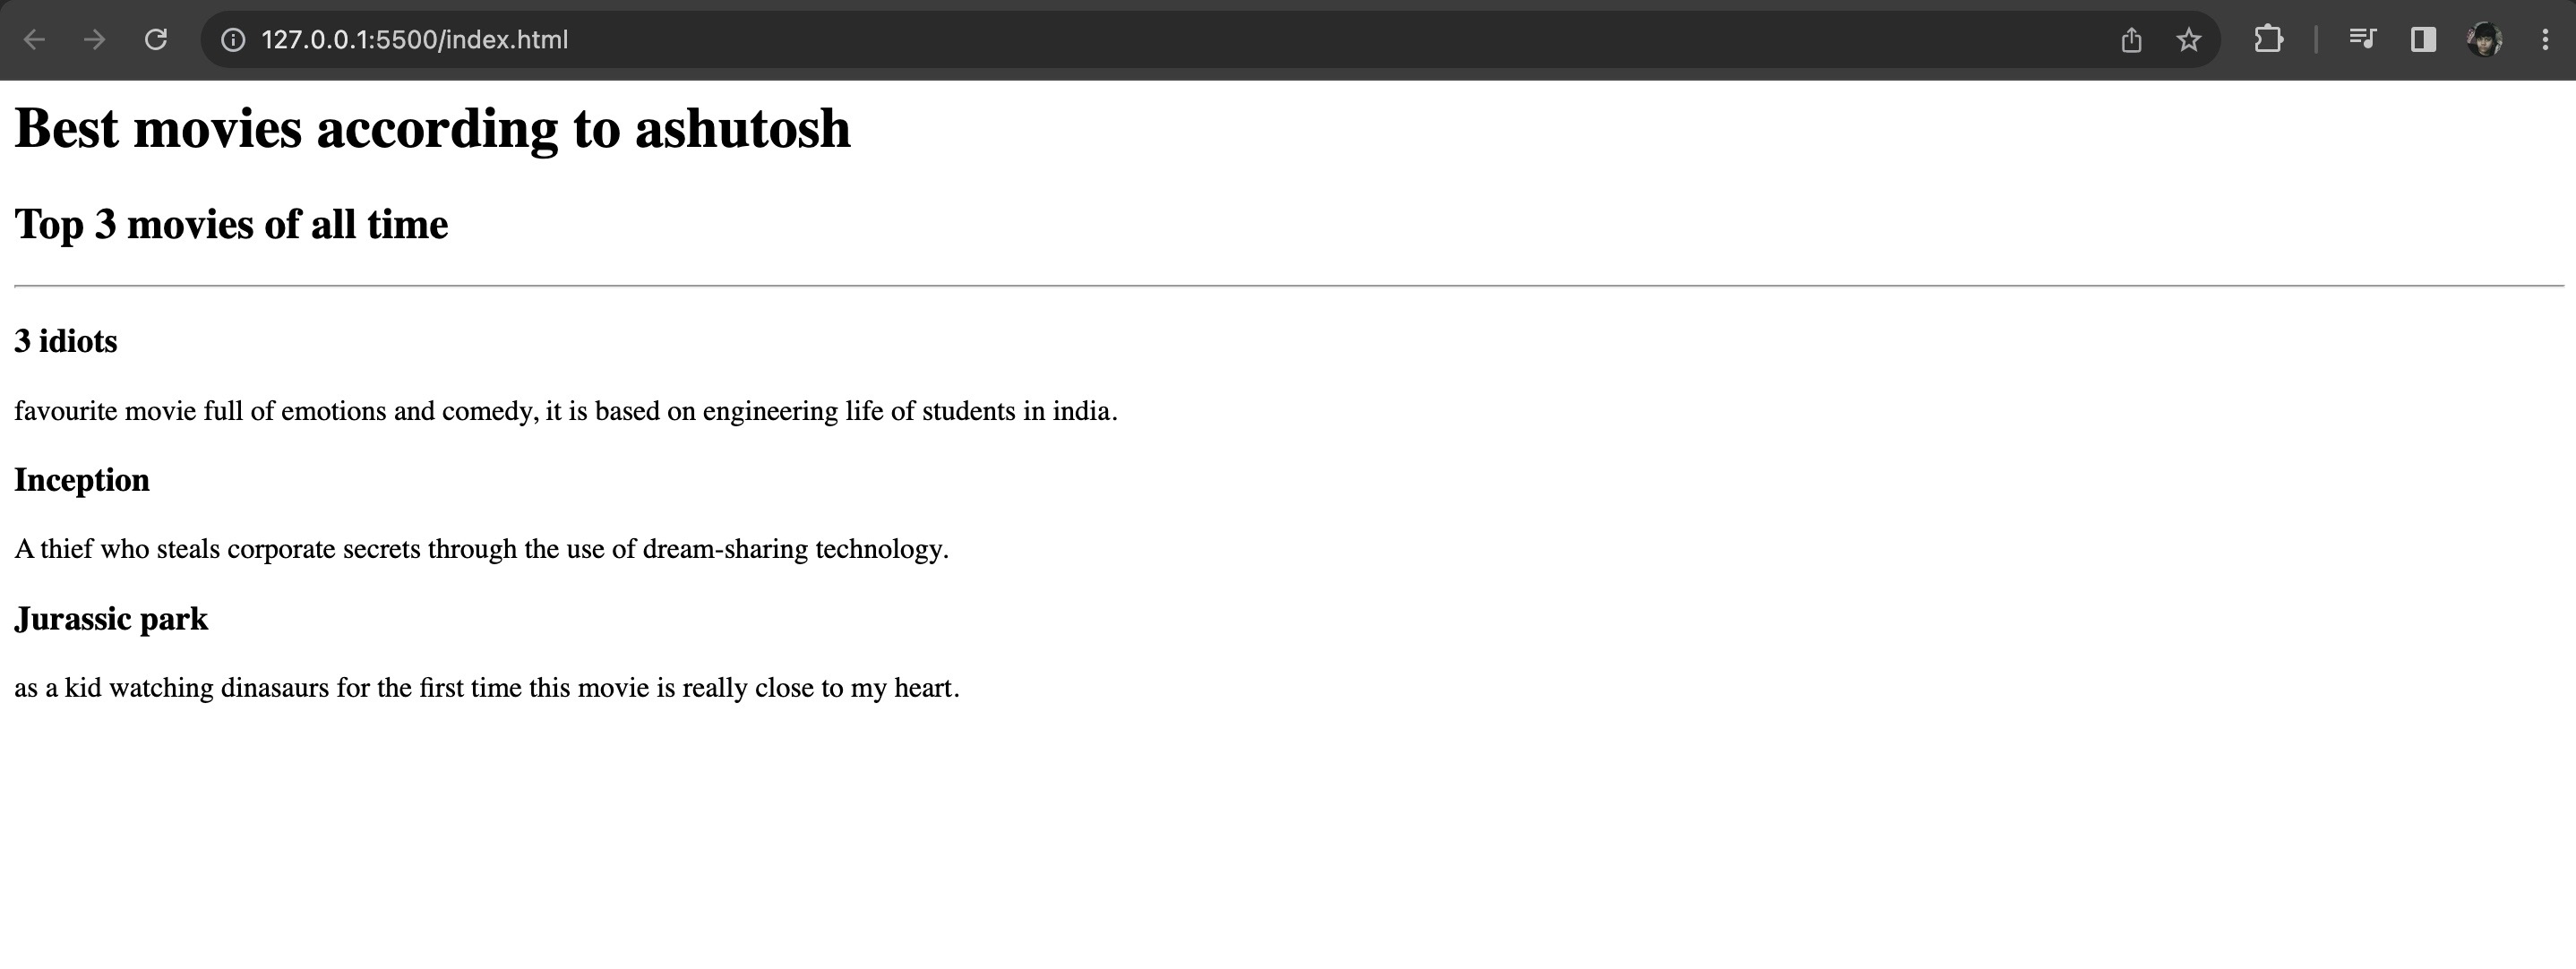 127.0.0.1:5500/index.html
Best movies according to ashutosh
Top 3 movies of all time
3 idiots
favourite movie full of emotions and comedy, it is based on engineering life of students in india.
Inception
A thief who steals corporate secrets through the use of dream-sharing technology.
Jurassic park
as a kid watching dinasaurs for the first time this movie is really close to my heart.